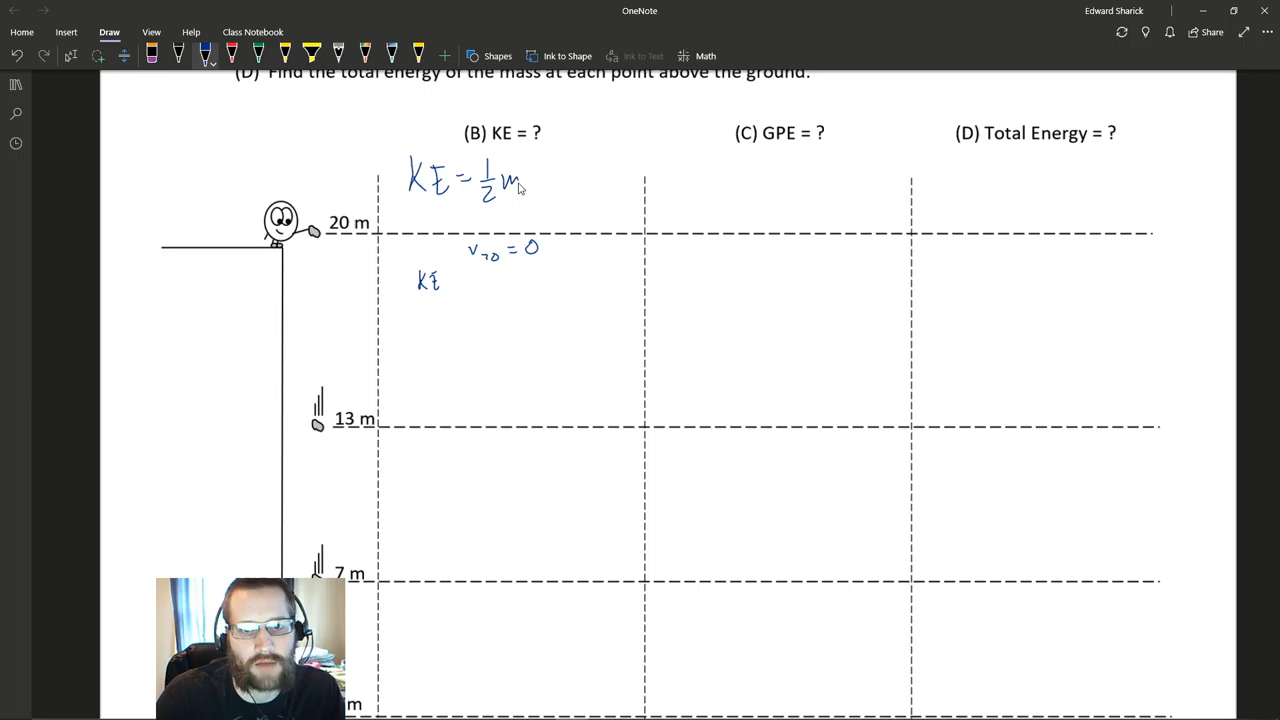 OneNote
Edward Sharick
Home Insert Draw View Help Class Notebook Share
Shapes Ink to Shape Ink to Text Math
(D) Find the total energy of the mass at each point above the ground.
(B) KE = ? (C) GPE = ? (D) Total Energy = ?
KE = 1/2 m
20 m
v₂₀ = 0
KE
13 m
7 m
m